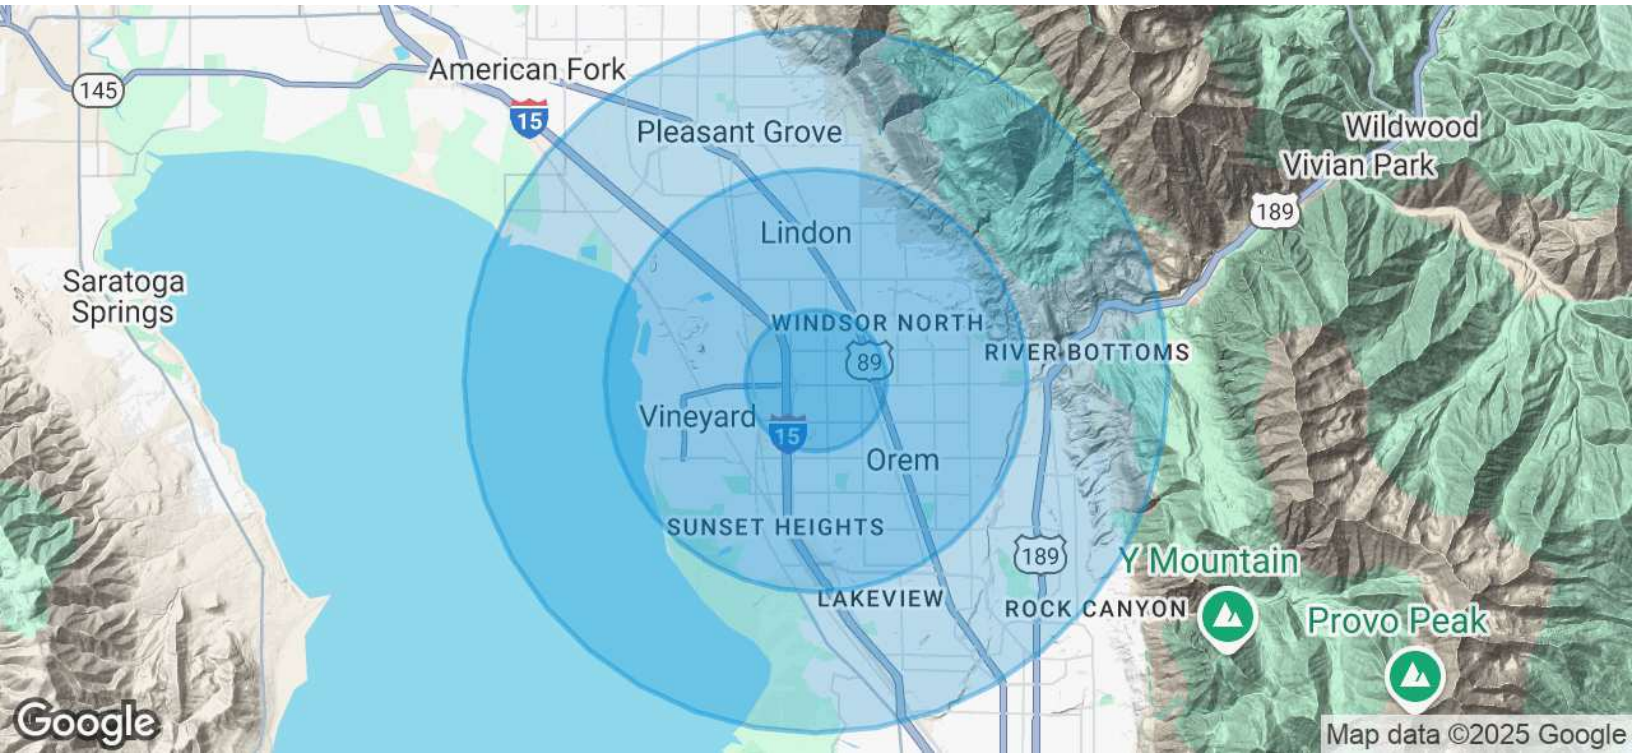 American Fork
145
15
Pleasant Grove
Wildwood
Vivian Park
189
Lindon
Saratoga
Springs
WINDSOR NORTH
RIVER BOTTOMS
89
Vineyard
15
Orem
SUNSET HEIGHTS
189
Y Mountain
LAKEVIEW
ROCK CANYON
Provo Peak
Google
Map data ©2025 Google